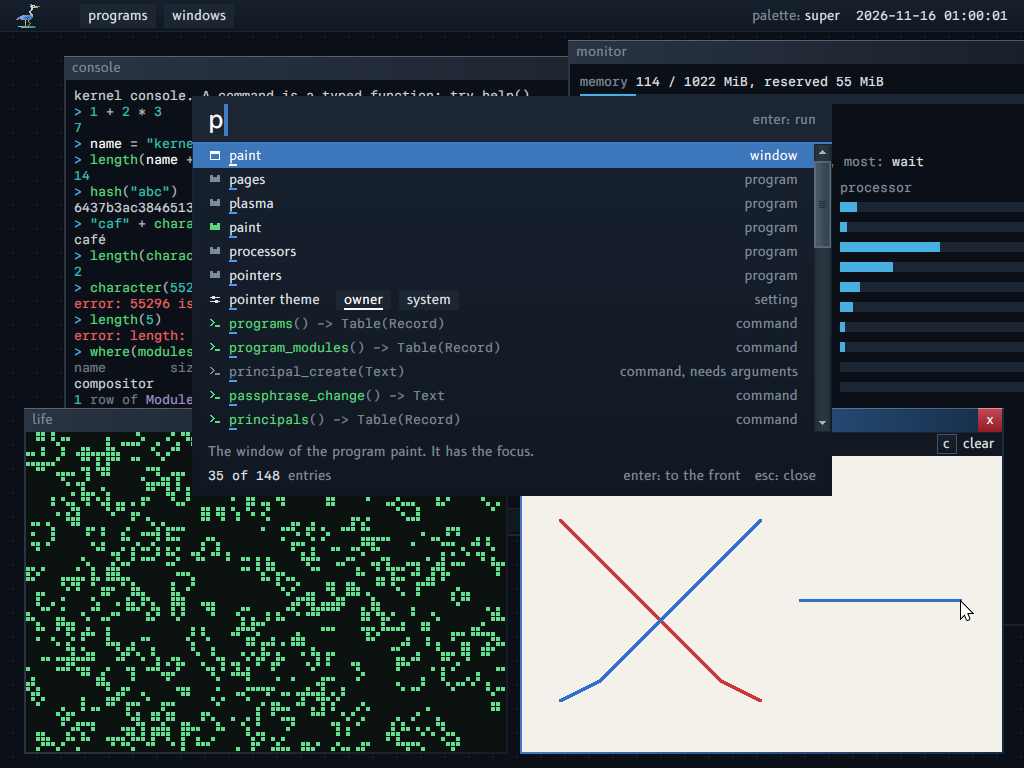 programs windows palette: super 2026-11-16 01:00:01
console
monitor
kernel console. A command is a typed function: try help()
memory 114 / 1022 MiB, reserved 55 MiB
> 1 + 2 * 3
7
> name = "kerne
> length(name +
14
> hash("abc")
6437b3ac3846513
> "caf" + chara
café
> length(charac
2
> character(552
error: 55296 is
> length(5)
error: length:
> where(modules
name siz
compositor
1 row of Module
, most: wait
processor
p enter: run
paint window
pages program
plasma program
paint program
processors program
pointers program
pointer theme owner system setting
programs() -> Table(Record) command
program_modules() -> Table(Record) command
principal_create(Text) command, needs arguments
passphrase_change() -> Text command
principals() -> Table(Record) command
The window of the program paint. It has the focus.
35 of 148 entries enter: to the front esc: close
life
x
c clear